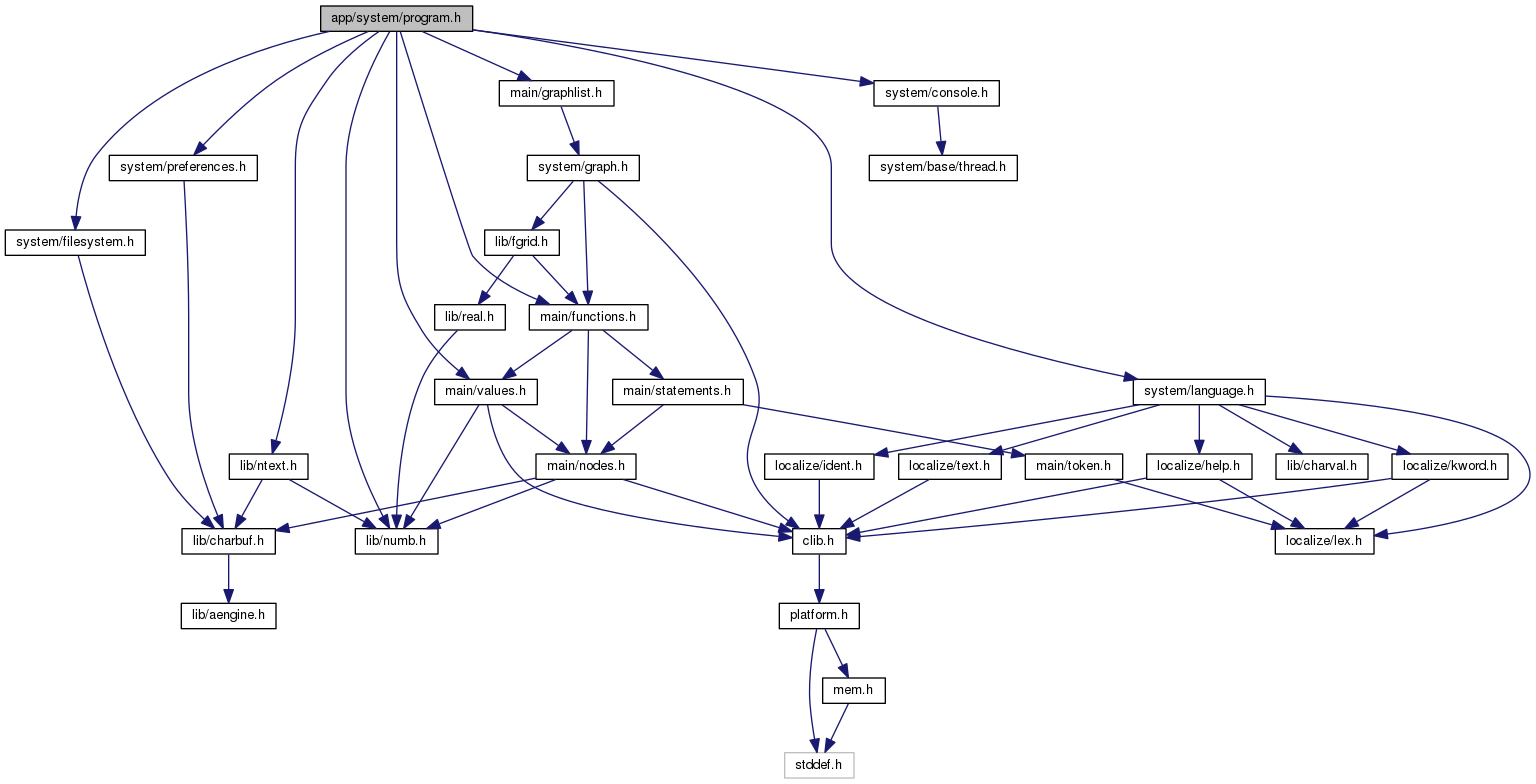 app/system/program.h
main/graphlist.h
system/console.h
system/preferences.h
system/graph.h
system/base/thread.h
system/filesystem.h
lib/fgrid.h
lib/real.h
main/functions.h
main/values.h
main/statements.h
system/language.h
lib/ntext.h
main/nodes.h
localize/ident.h
localize/text.h
main/token.h
localize/help.h
lib/charval.h
localize/kword.h
lib/charbuf.h
lib/numb.h
clib.h
localize/lex.h
lib/aengine.h
platform.h
mem.h
stddef.h